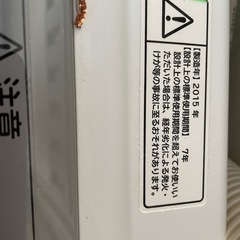 【製造年】2015年
【設計上の標準使用期間】 7年
設計上の標準使用期間を超えてお使いい
ただいた場合は、経年劣化による発火・
けが等の事故に至るおそれがあります。
注意